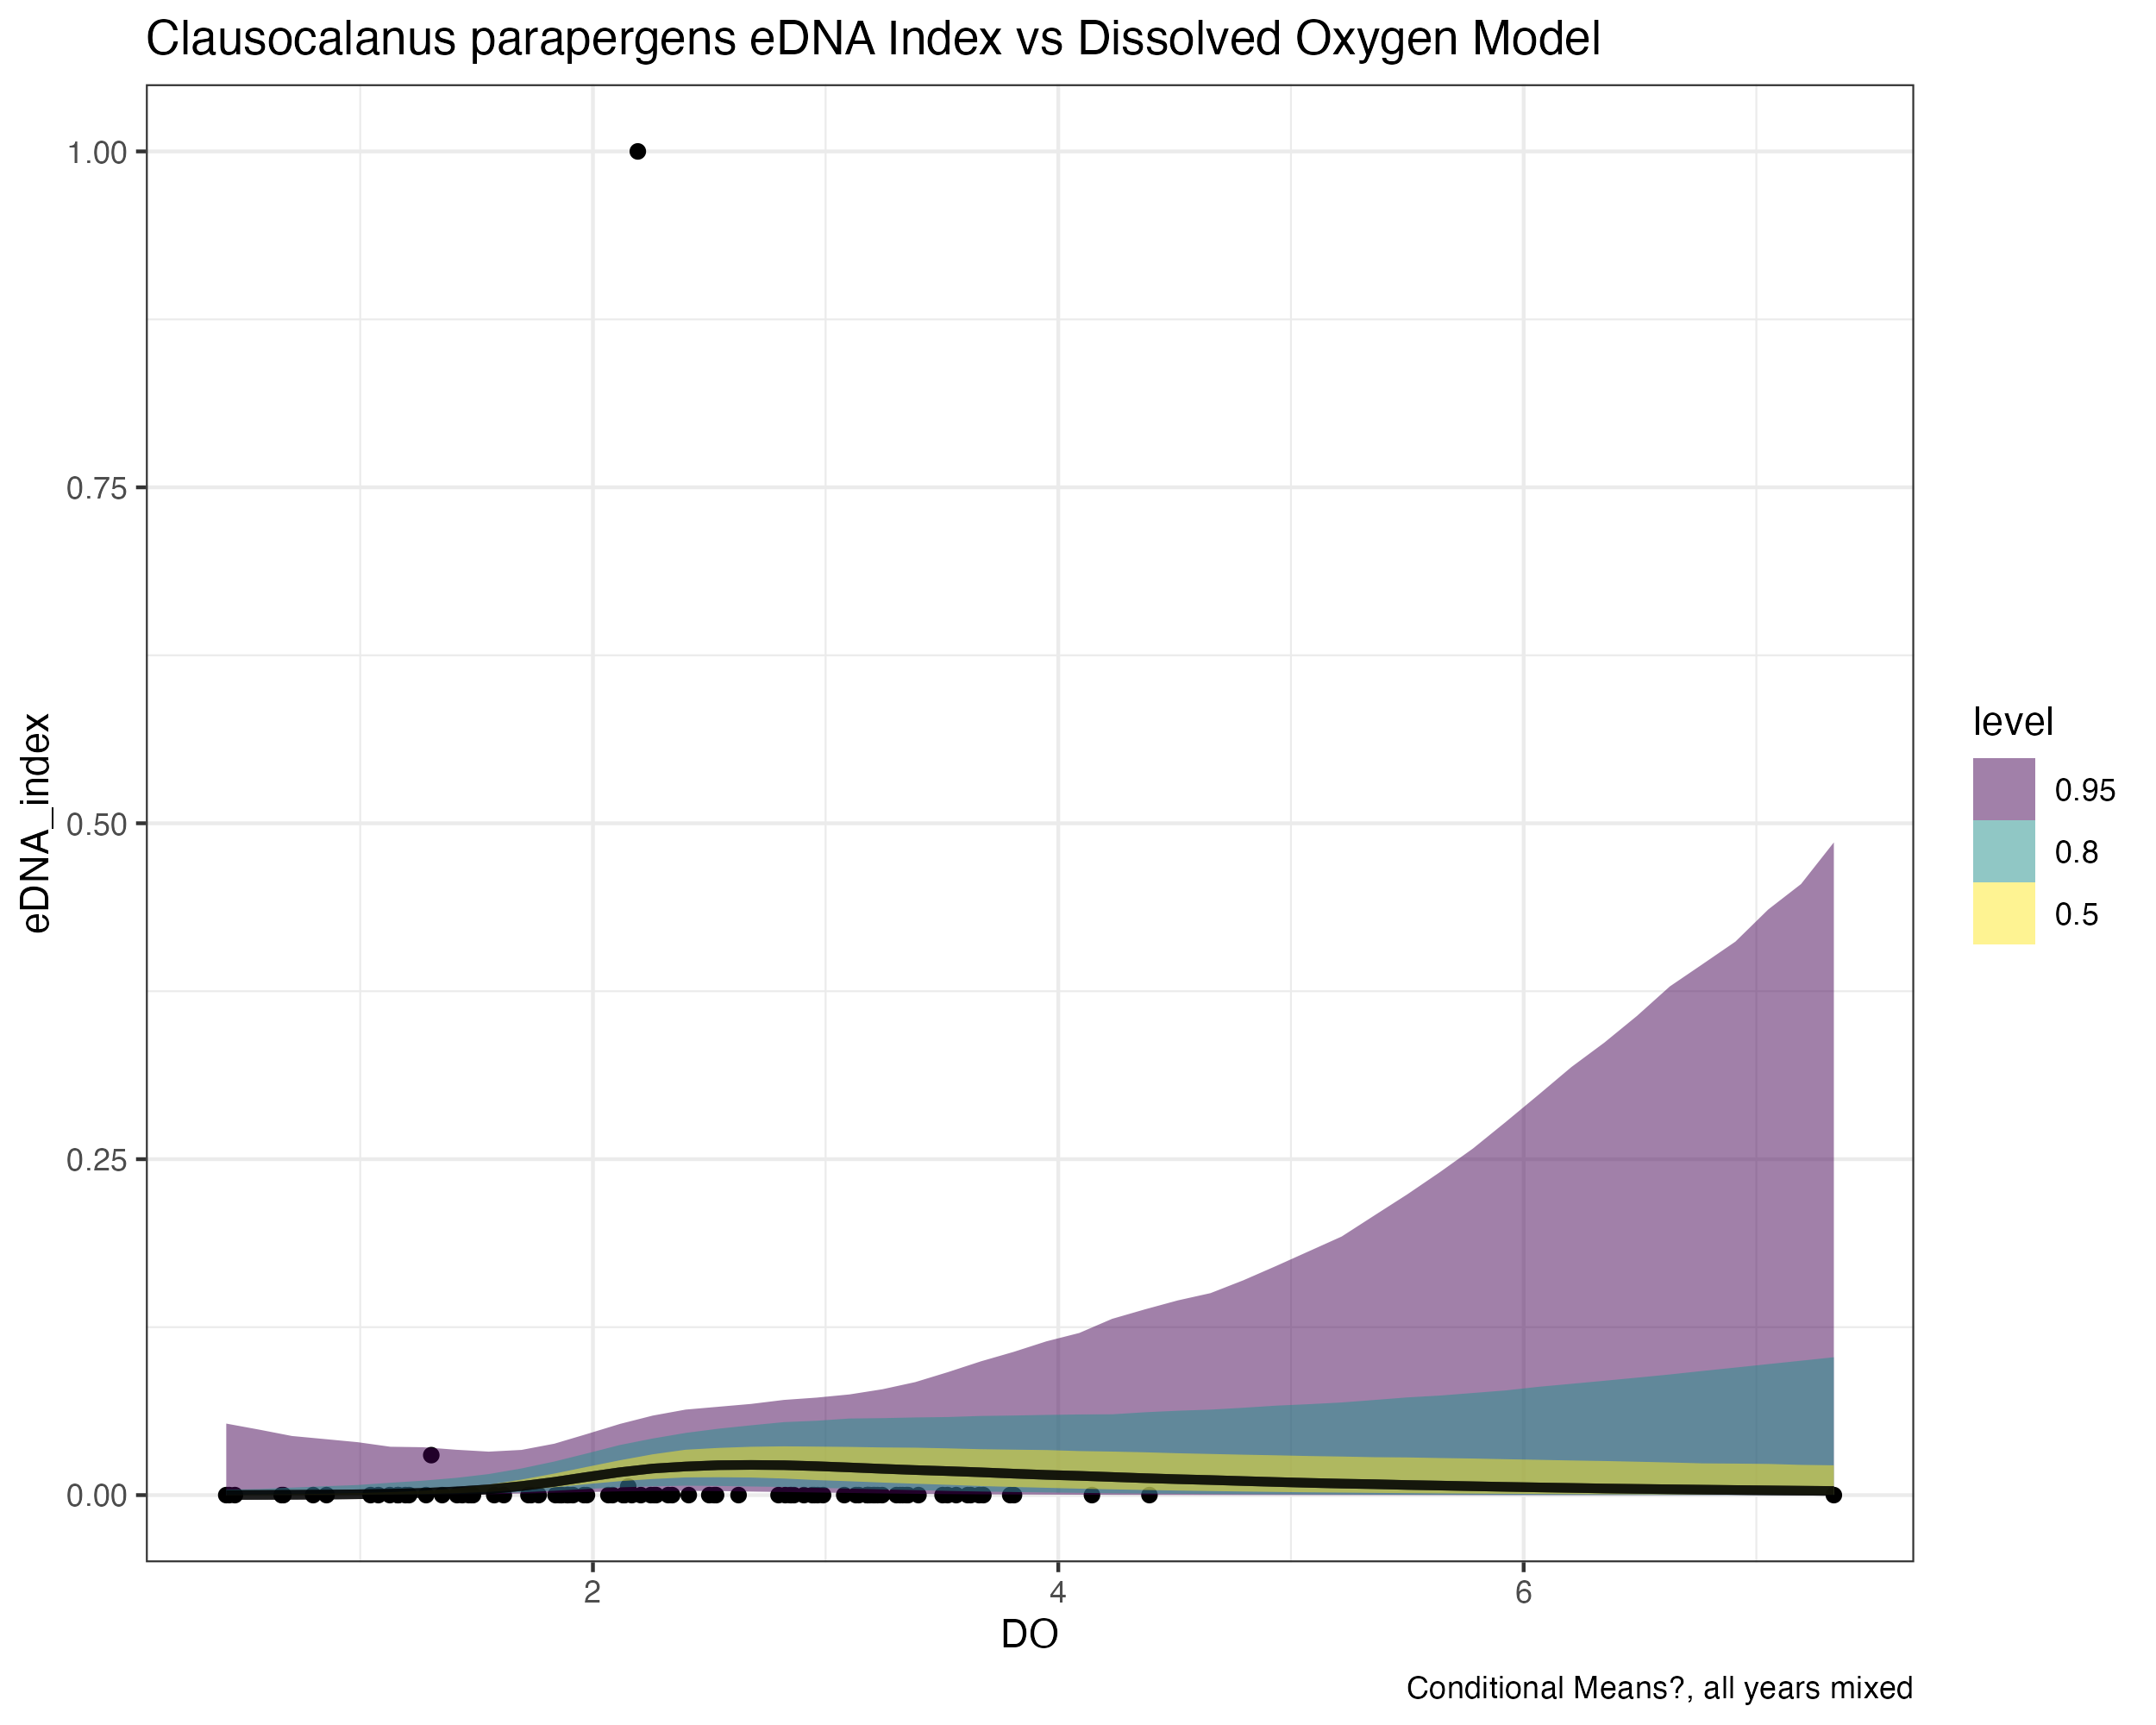 Clausocalanus parapergens eDNA Index vs Dissolved Oxygen Model
1.00
0.75
0.50
0.25
0.00
eDNA_index
2
4
6
DO
level
0.95
0.8
0.5
Conditional Means?, all years mixed